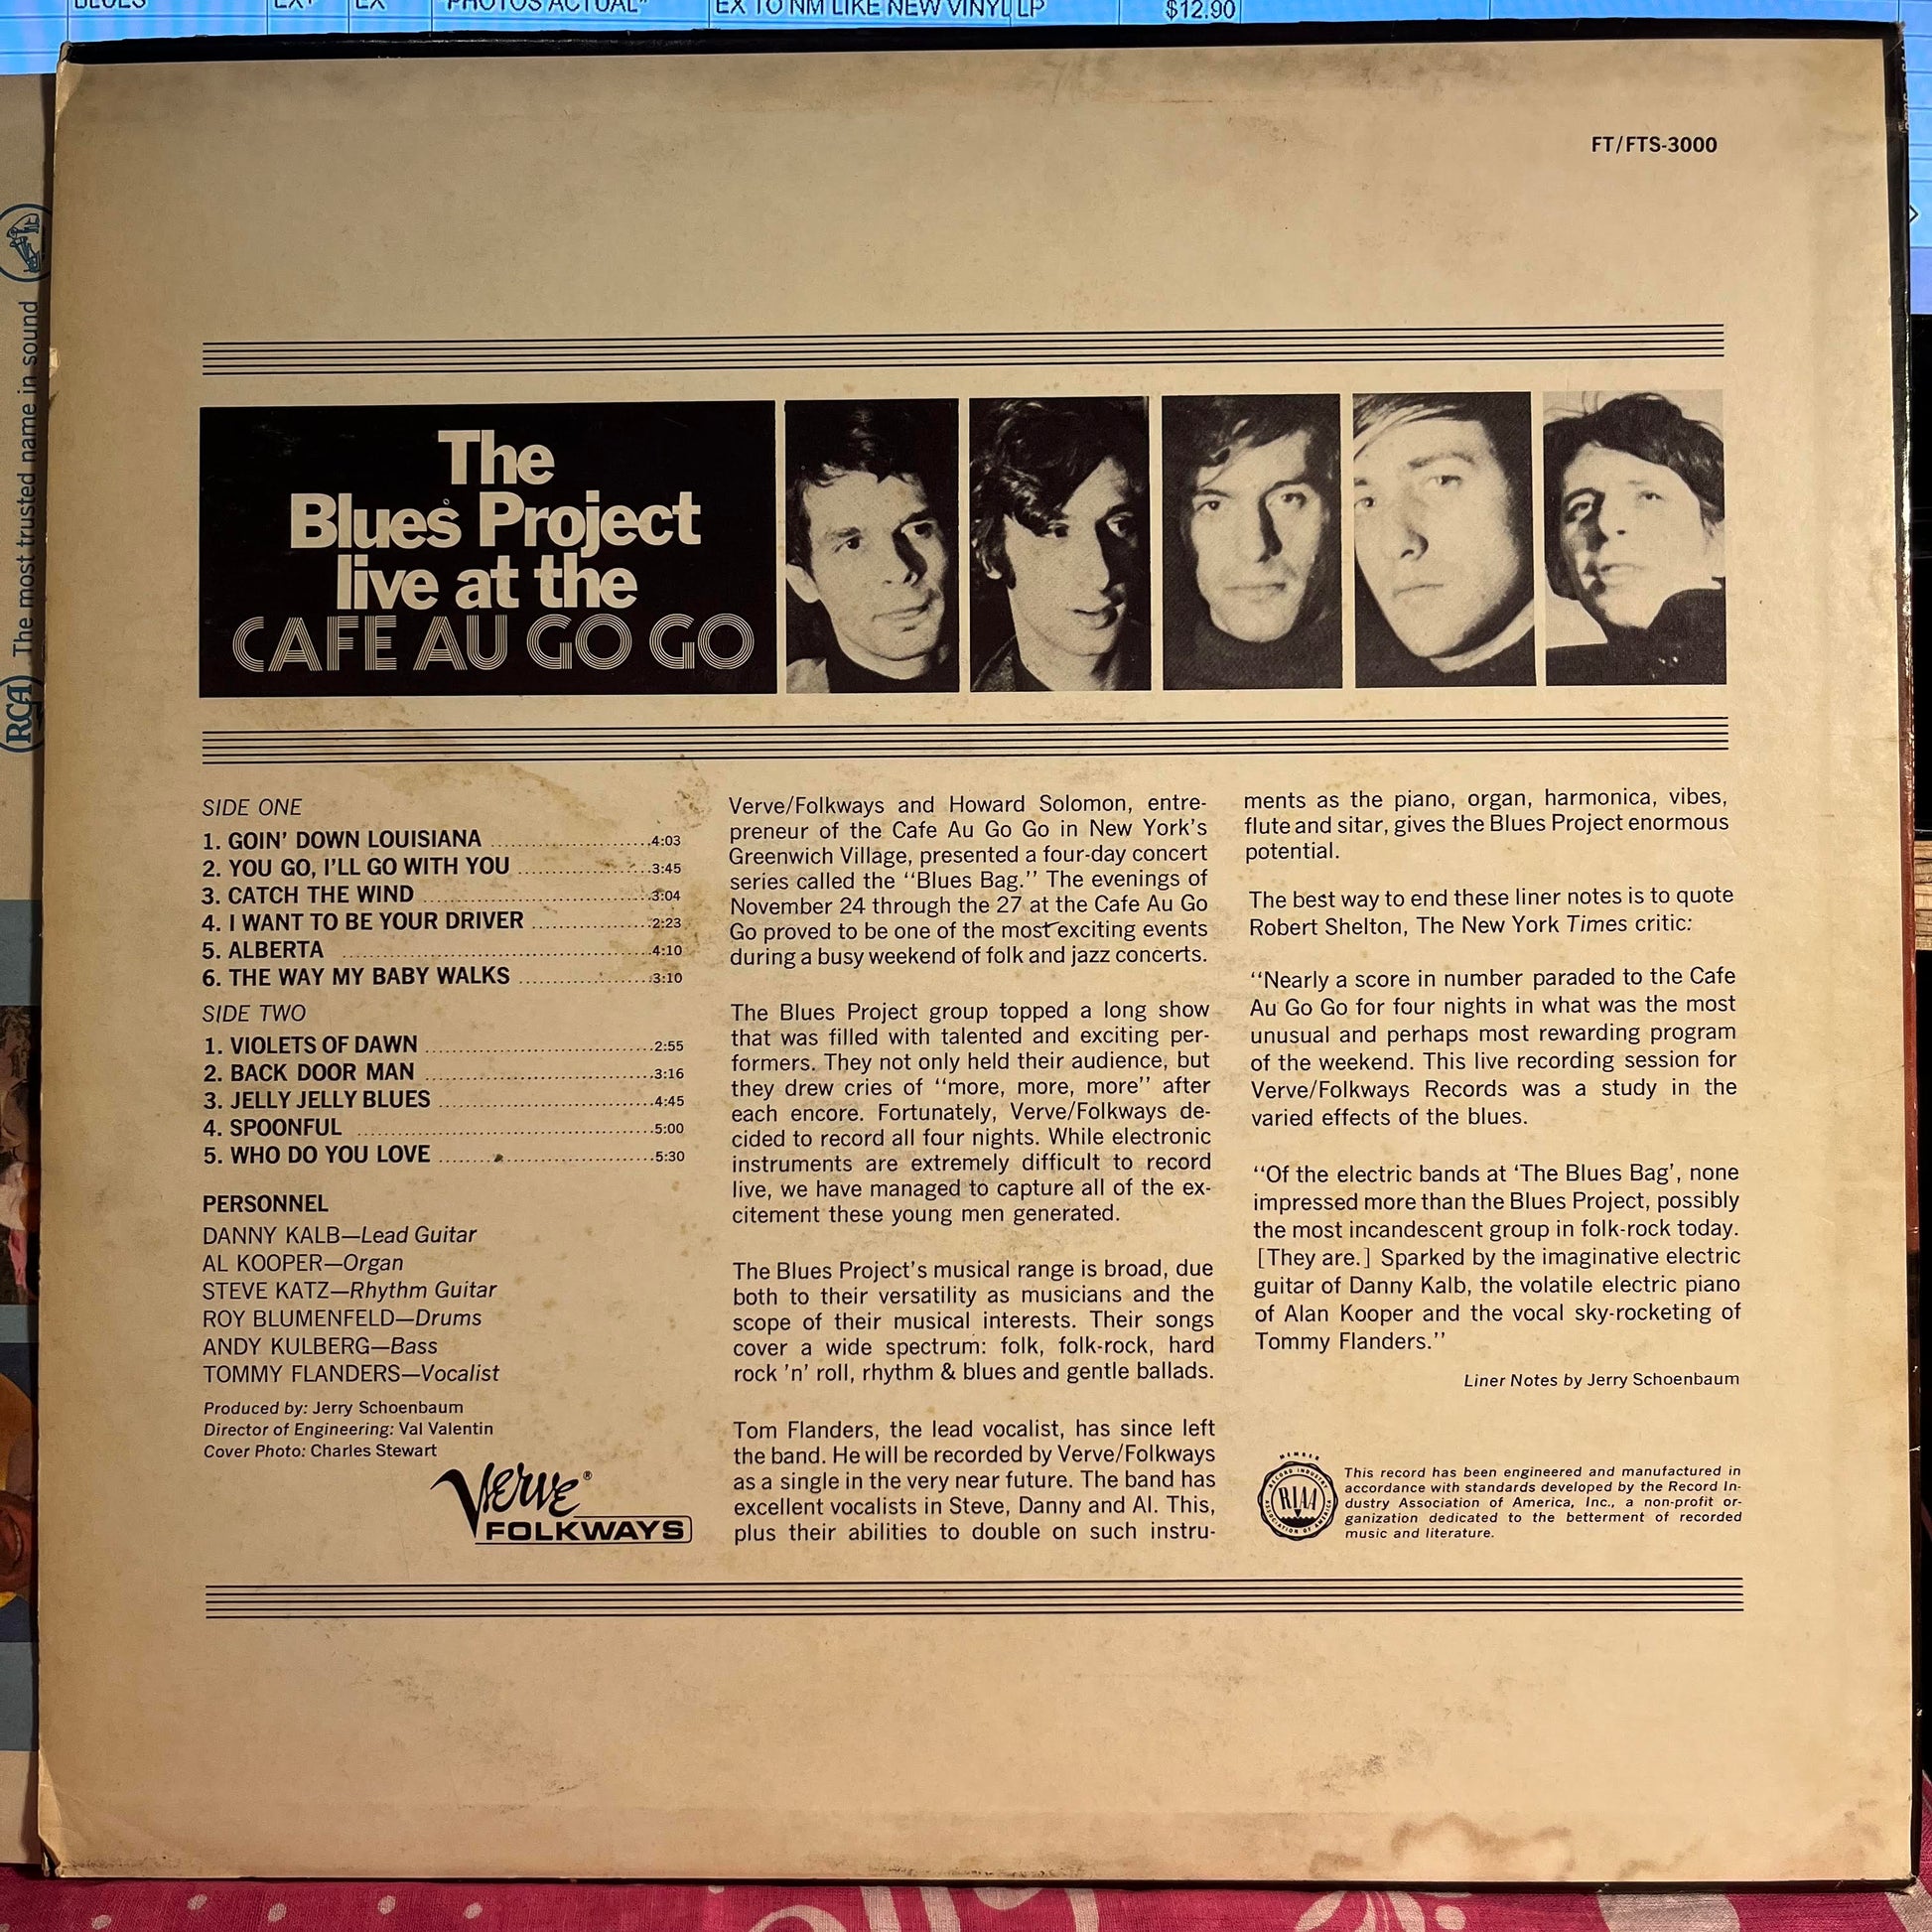 BLUES EX+ EX "PHOTOS ACTUAL" EX TO NM LIKE NEW VINYL LP $12.90
FT/FTS-3000
The most trusted name in sound
RCA
The
Blues Project
live at the
CAFE AU GO GO
SIDE ONE
1. GOIN' DOWN LOUISIANA ........................4:03
2. YOU GO, I'LL GO WITH YOU ....................3:45
3. CATCH THE WIND ..................................3:04
4. I WANT TO BE YOUR DRIVER ..................2:23
5. ALBERTA ..............................................4:10
6. THE WAY MY BABY WALKS ....................3:10
SIDE TWO
1. VIOLETS OF DAWN ..................................2:55
2. BACK DOOR MAN ..................................3:16
3. JELLY JELLY BLUES ................................4:45
4. SPOONFUL ............................................5:00
5. WHO DO YOU LOVE ................................5:30
PERSONNEL
DANNY KALB—Lead Guitar
AL KOOPER—Organ
STEVE KATZ—Rhythm Guitar
ROY BLUMENFELD—Drums
ANDY KULBERG—Bass
TOMMY FLANDERS—Vocalist
Produced by: Jerry Schoenbaum
Director of Engineering: Val Valentin
Cover Photo: Charles Stewart
Verve®
FOLKWAYS
Verve/Folkways and Howard Solomon, entre-
preneur of the Cafe Au Go Go in New York's
Greenwich Village, presented a four-day concert
series called the "Blues Bag." The evenings of
November 24 through the 27 at the Cafe Au Go
Go proved to be one of the most exciting events
during a busy weekend of folk and jazz concerts.
The Blues Project group topped a long show
that was filled with talented and exciting per-
formers. They not only held their audience, but
they drew cries of "more, more, more" after
each encore. Fortunately, Verve/Folkways de-
cided to record all four nights. While electronic
instruments are extremely difficult to record
live, we have managed to capture all of the ex-
citement these young men generated.
The Blues Project's musical range is broad, due
both to their versatility as musicians and the
scope of their musical interests. Their songs
cover a wide spectrum: folk, folk-rock, hard
rock 'n' roll, rhythm & blues and gentle ballads.
Tom Flanders, the lead vocalist, has since left
the band. He will be recorded by Verve/Folkways
as a single in the very near future. The band has
excellent vocalists in Steve, Danny and Al. This,
plus their abilities to double on such instru-
ments as the piano, organ, harmonica, vibes,
flute and sitar, gives the Blues Project enormous
potential.
The best way to end these liner notes is to quote
Robert Shelton, The New York Times critic:
"Nearly a score in number paraded to the Cafe
Au Go Go for four nights in what was the most
unusual and perhaps most rewarding program
of the weekend. This live recording session for
Verve/Folkways Records was a study in the
varied effects of the blues.
"Of the electric bands at 'The Blues Bag', none
impressed more than the Blues Project, possibly
the most incandescent group in folk-rock today.
[They are.] Sparked by the imaginative electric
guitar of Danny Kalb, the volatile electric piano
of Alan Kooper and the vocal sky-rocketing of
Tommy Flanders."
Liner Notes by Jerry Schoenbaum
MEMBER
RECORD INDUSTRY
RIAA
ASSOCIATION OF AMERICA
This record has been engineered and manufactured in
accordance with standards developed by the Record In-
dustry Association of America, Inc., a non-profit or-
ganization dedicated to the betterment of recorded
music and literature.